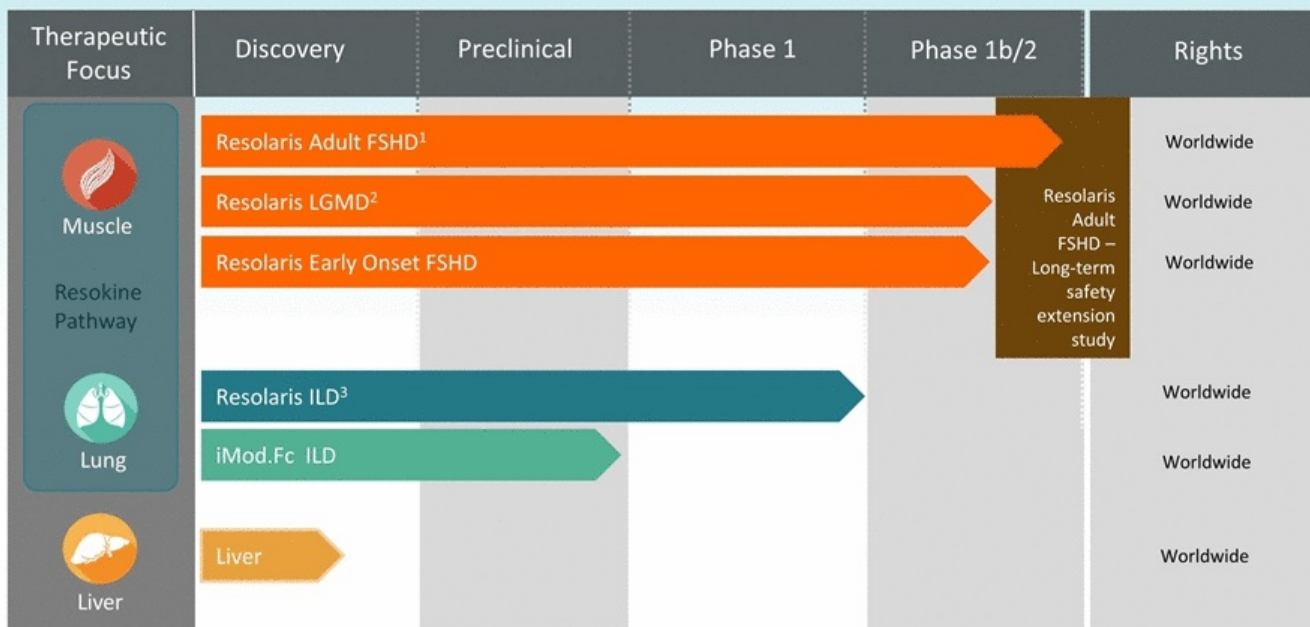 Therapeutic
Focus
Discovery
Preclinical
Phase 1
Phase 1b/2
Rights
Muscle
Resokine
Pathway
Resolaris Adult FSHD¹
Worldwide
Resolaris LGMD²
Worldwide
Resolaris Early Onset FSHD
Worldwide
Resolaris
Adult
FSHD –
Long-term
safety
extension
study
Lung
Resolaris ILD³
Worldwide
iMod.Fc ILD
Worldwide
Liver
Liver
Worldwide